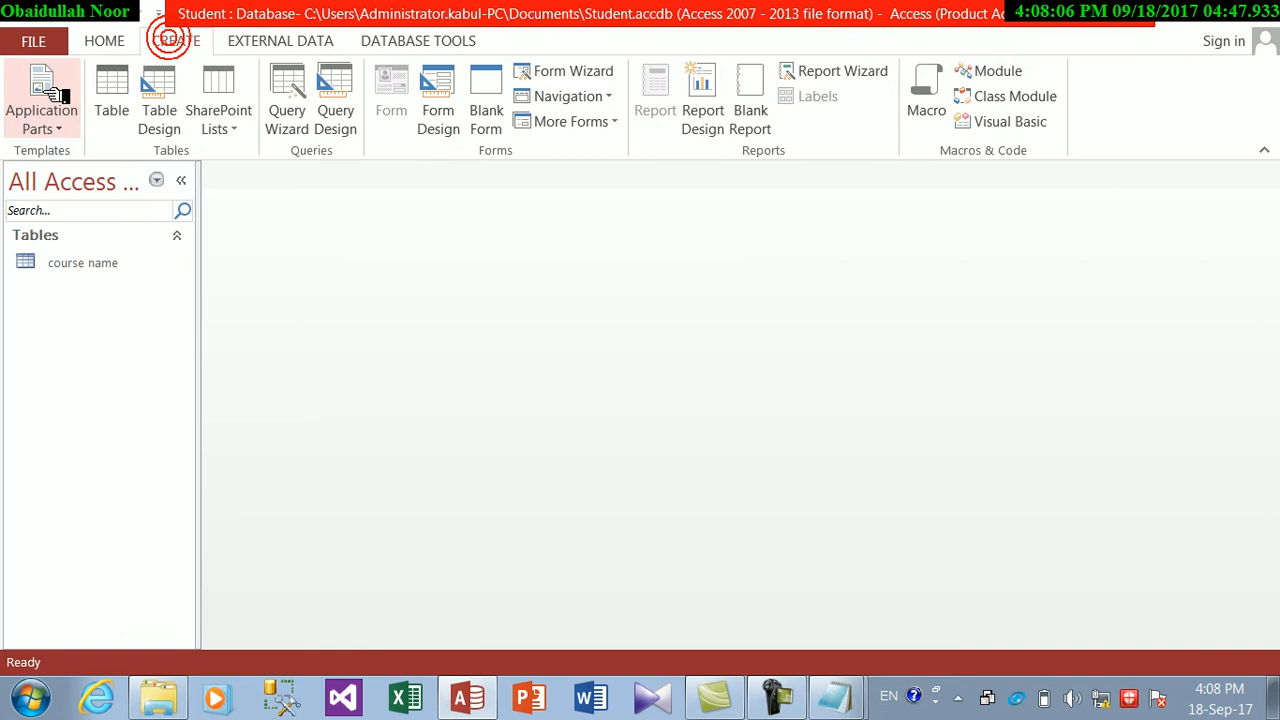 Obaidullah Noor
Student : Database- C:\Users\Administrator.kabul-PC\Documents\Student.accdb (Access 2007 - 2013 file format) - Access (Product Ac
4:08:06 PM 09/18/2017 04:47.933
FILE HOME CREATE EXTERNAL DATA DATABASE TOOLS Sign in
Application Parts
Table
Table Design
SharePoint Lists
Query Wizard
Query Design
Form
Form Design
Blank Form
Form Wizard
Navigation
More Forms
Report
Report Design
Blank Report
Report Wizard
Labels
Macro
Module
Class Module
Visual Basic
Templates Tables Queries Forms Reports Macros & Code
All Access ...
Search...
Tables
course name
Ready
EN 4:08 PM
18-Sep-17